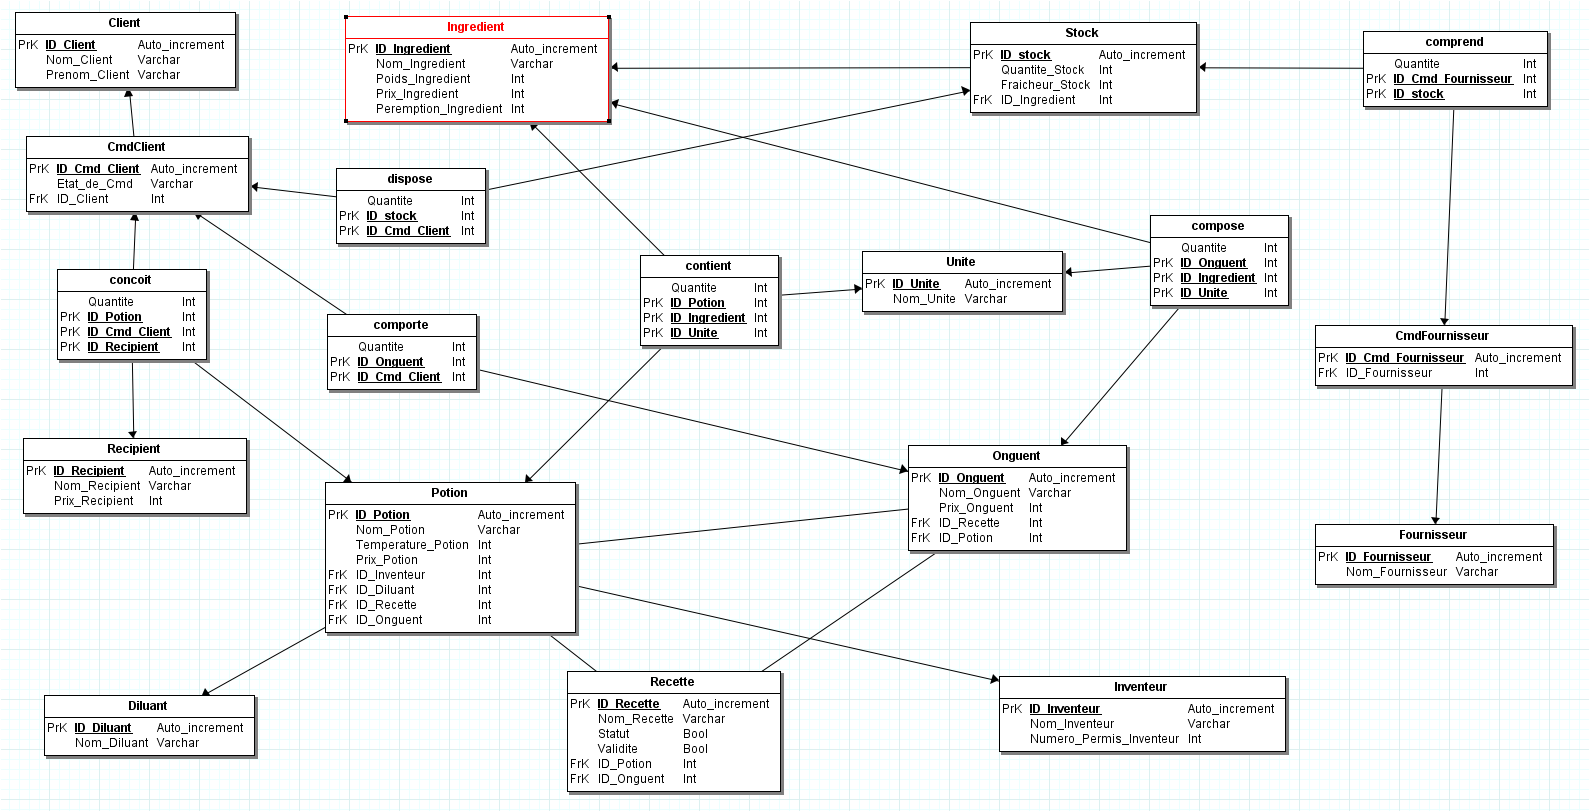 Client
PrK ID_Client Auto_increment
Nom_Client Varchar
Prenom_Client Varchar
Ingredient
PrK ID_Ingredient Auto_increment
Nom_Ingredient Varchar
Poids_Ingredient Int
Prix_Ingredient Int
Peremption_Ingredient Int
Stock
PrK ID_stock Auto_increment
Quantite_Stock Int
Fraicheur_Stock Int
FrK ID_Ingredient Int
comprend
Quantite Int
PrK ID_Cmd_Fournisseur Int
PrK ID_stock Int
CmdClient
PrK ID_Cmd_Client Auto_increment
Etat_de_Cmd Varchar
FrK ID_Client Int
dispose
Quantite Int
PrK ID_stock Int
PrK ID_Cmd_Client Int
compose
Quantite Int
PrK ID_Onguent Int
PrK ID_Ingredient Int
PrK ID_Unite Int
contient
Quantite Int
PrK ID_Potion Int
PrK ID_Ingredient Int
PrK ID_Unite Int
Unite
PrK ID_Unite Auto_increment
Nom_Unite Varchar
concoit
Quantite Int
PrK ID_Potion Int
PrK ID_Cmd_Client Int
PrK ID_Recipient Int
comporte
Quantite Int
PrK ID_Onguent Int
PrK ID_Cmd_Client Int
CmdFournisseur
PrK ID_Cmd_Fournisseur Auto_increment
FrK ID_Fournisseur Int
Recipient
PrK ID_Recipient Auto_increment
Nom_Recipient Varchar
Prix_Recipient Int
Onguent
PrK ID_Onguent Auto_increment
Nom_Onguent Varchar
Prix_Onguent Int
FrK ID_Recette Int
FrK ID_Potion Int
Potion
PrK ID_Potion Auto_increment
Nom_Potion Varchar
Temperature_Potion Int
Prix_Potion Int
FrK ID_Inventeur Int
FrK ID_Diluant Int
FrK ID_Recette Int
FrK ID_Onguent Int
Fournisseur
PrK ID_Fournisseur Auto_increment
Nom_Fournisseur Varchar
Diluant
PrK ID_Diluant Auto_increment
Nom_Diluant Varchar
Recette
PrK ID_Recette Auto_increment
Nom_Recette Varchar
Statut Bool
Validite Bool
FrK ID_Potion Int
FrK ID_Onguent Int
Inventeur
PrK ID_Inventeur Auto_increment
Nom_Inventeur Varchar
Numero_Permis_Inventeur Int